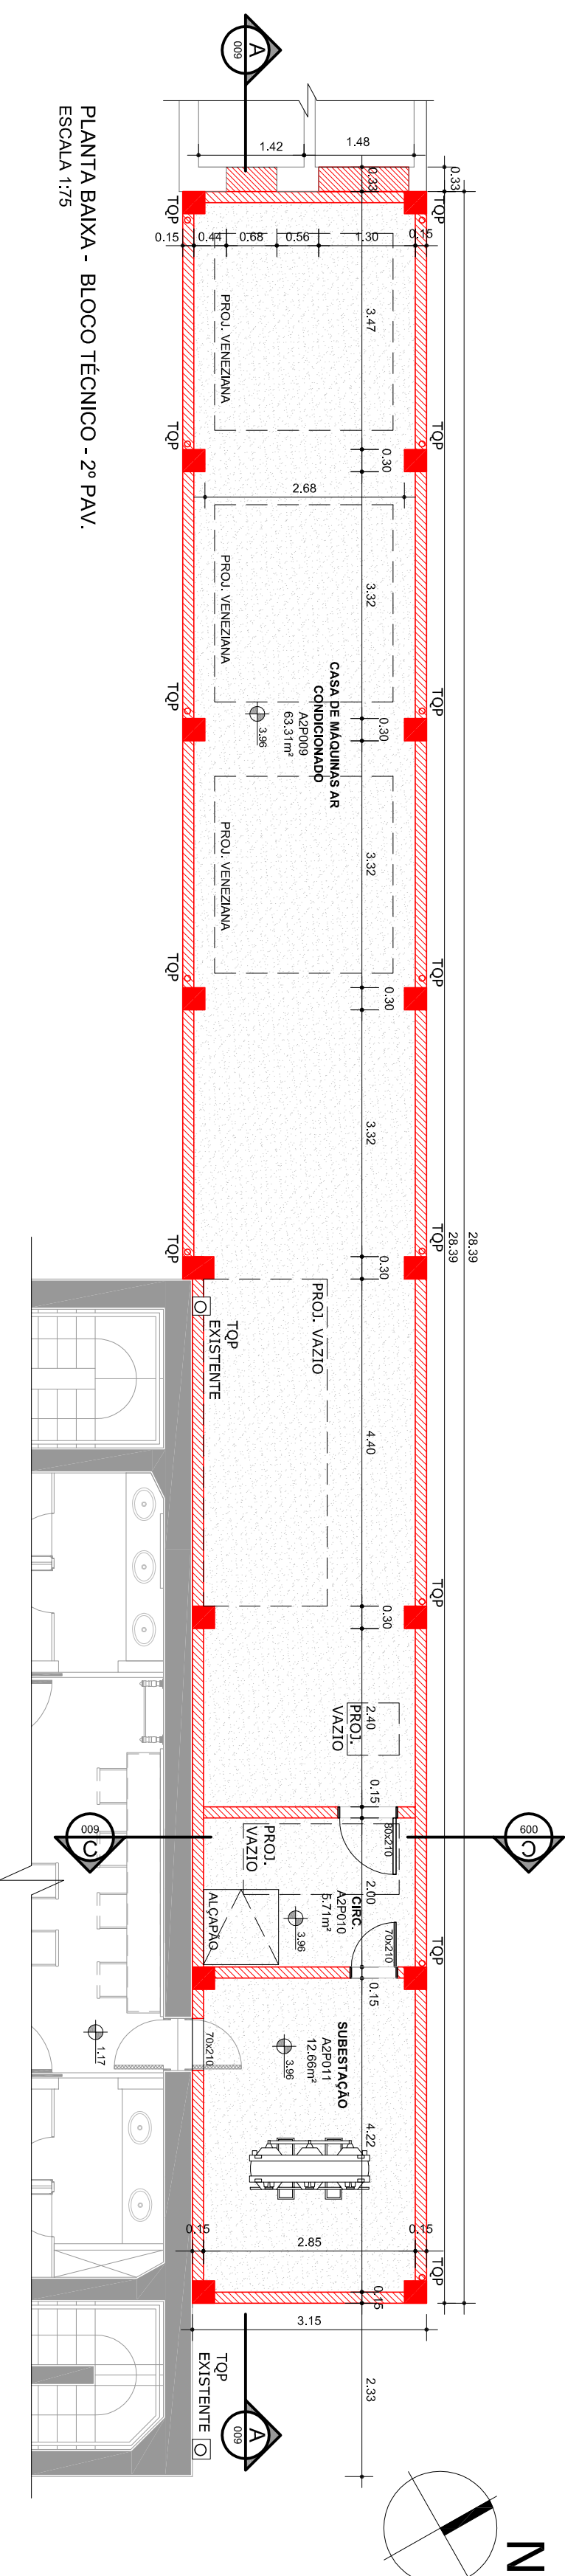 A
009
1.42
1.48
0.33
0.33
PLANTA BAIXA - BLOCO TÉCNICO - 2º PAV.
ESCALA 1:75
TQP
TQP
0.15
0.44
0.68
0.56
1.30
0.15
PROJ. VENEZIANA
3.47
28.39
28.39
TQP
TQP
0.30
2.68
PROJ. VENEZIANA
3.32
CASA DE MÁQUINAS AR
CONDICIONADO
A2P009
63.31m²
3.96
TQP
TQP
0.30
PROJ. VENEZIANA
3.32
TQP
TQP
0.30
3.32
TQP
TQP
0.30
PROJ. VAZIO
TQP
EXISTENTE
4.40
TQP
0.30
2.40
PROJ.
VAZIO
0.15
80x210
C
009
C
009
PROJ.
VAZIO
2.00
CIRC.
A2P010
5.71m²
3.96
ALÇAPÃO
70x210
TQP
0.15
70x210
1.17
SUBESTAÇÃO
A2P011
12.66m²
3.96
4.22
0.15
2.85
0.15
TQP
0.15
3.15
TQP
EXISTENTE
2.33
A
009
N